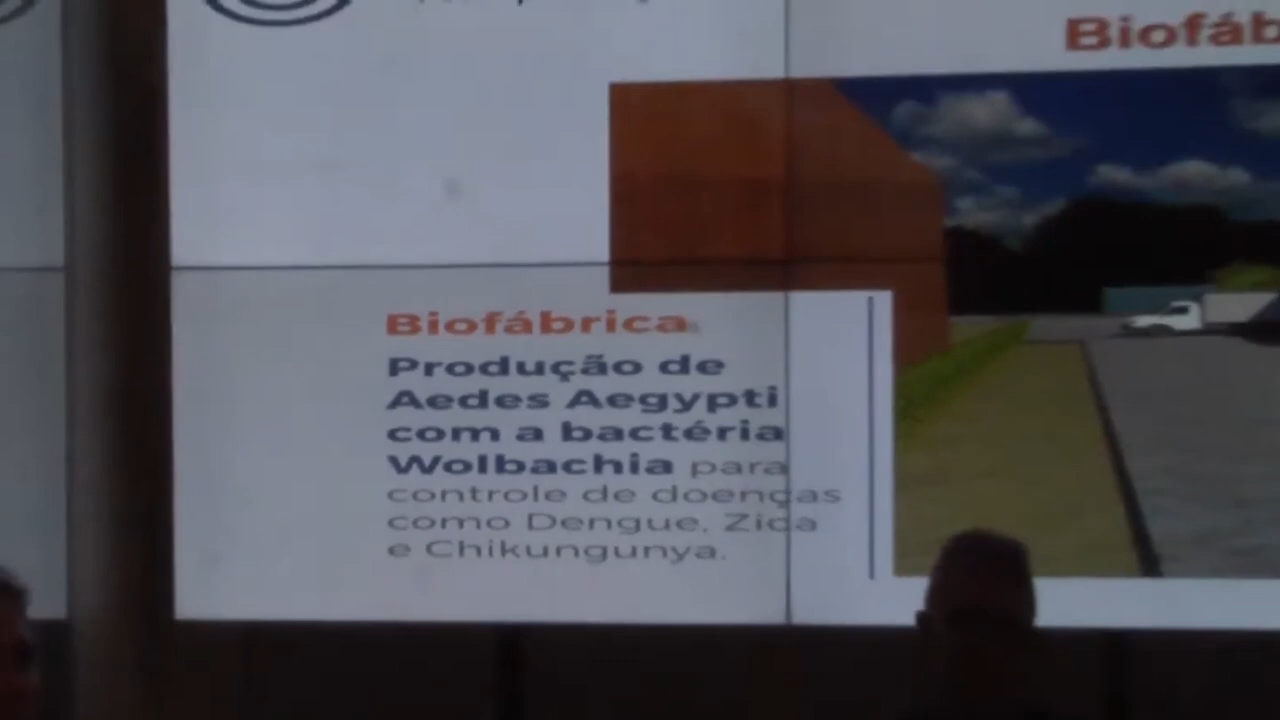 Biofáb
Biofábrica
Produção de
Aedes Aegypti
com a bactéria
Wolbachia para
controle de doenças
como Dengue, Zica
e Chikungunya.